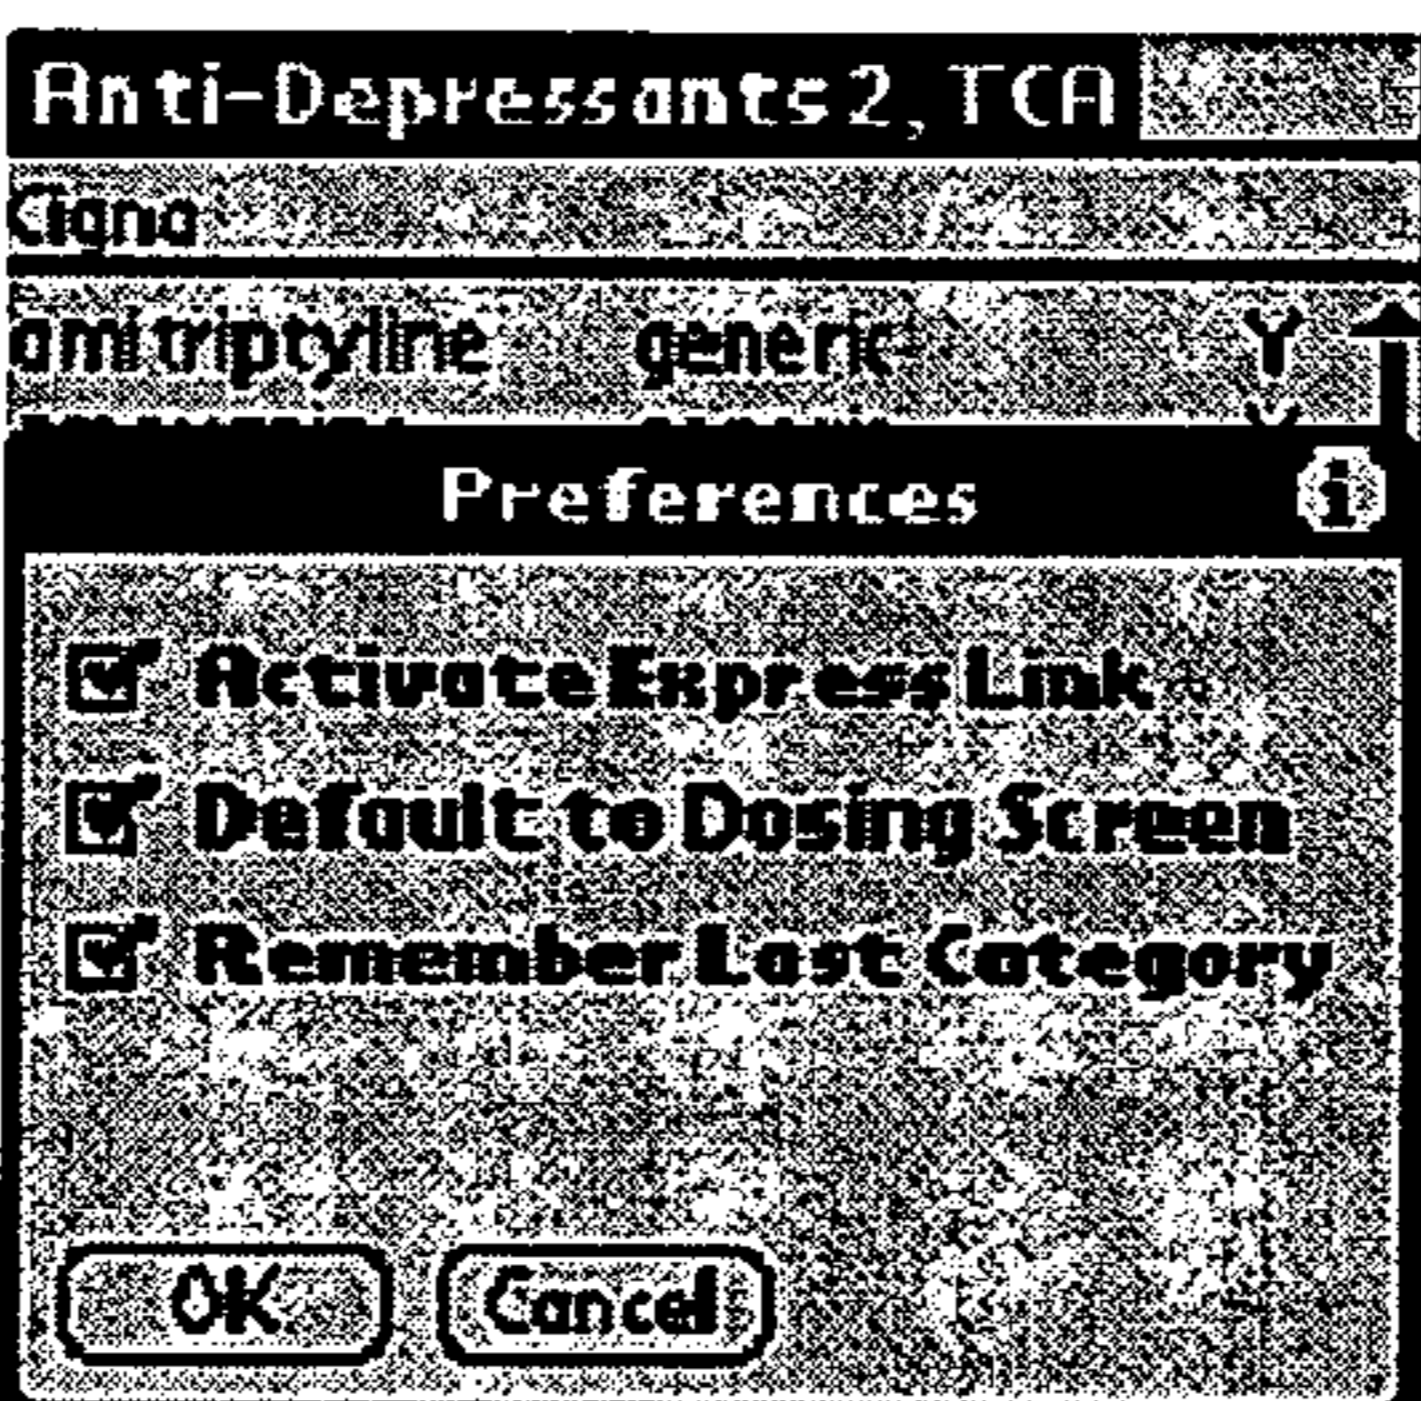 Anti-Depressants 2, TCA
Cigna
amitriptyline generic Y
Preferences i
Activate Express Link
Default to Dosing Screen
Remember Last Category
OK Cancel